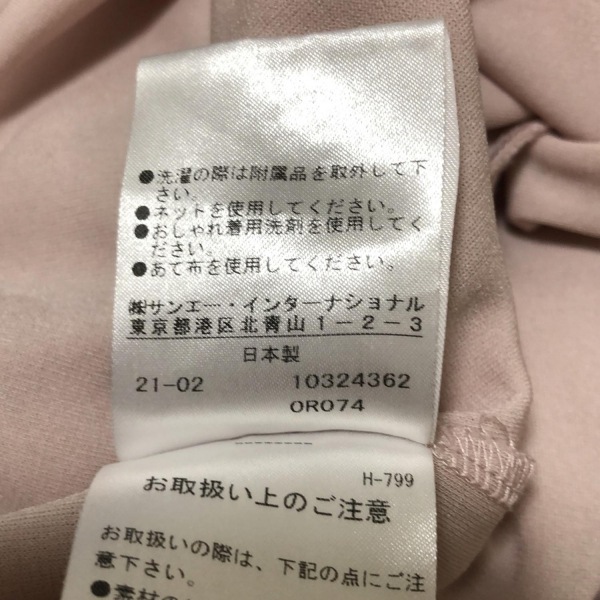 ●洗濯の際は附属品を取外して下
さい。
●ネットを使用してください。
●おしゃれ着用洗剤を使用してく
ださい。
●あて布を使用してください。
㈱サンエー・インターナショナル
東京都港区北青山1-2-3
日本製
21-02 10324362
0R074
H-799
お取扱い上のご注意
お取扱いの際は、下記の点にご注
意下さい。
●素材の